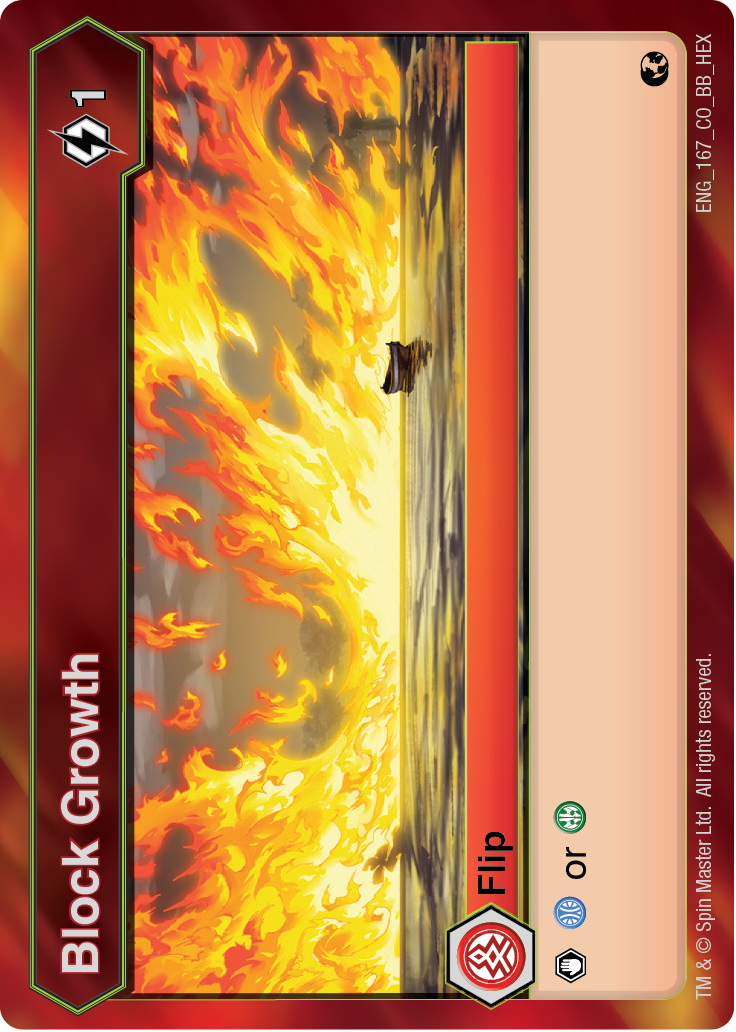 Block Growth
1
Flip
or
TM & © Spin Master Ltd. All rights reserved.
ENG_167_CO_BB_HEX